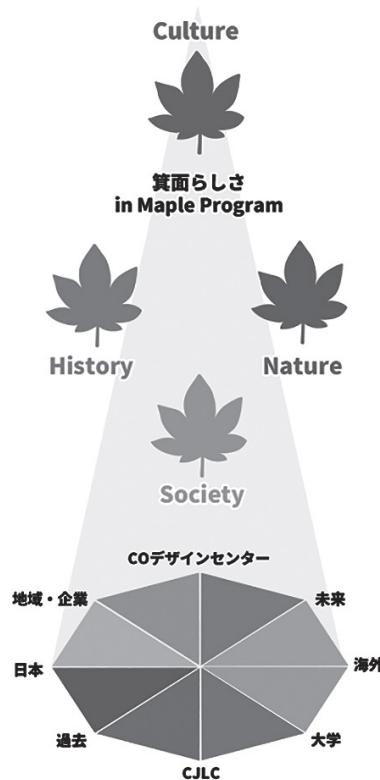 Culture
箕面らしさ
in Maple Program
History
Nature
Society
COデザインセンター
地域・企業
未来
日本
海外
過去
大学
CJLC